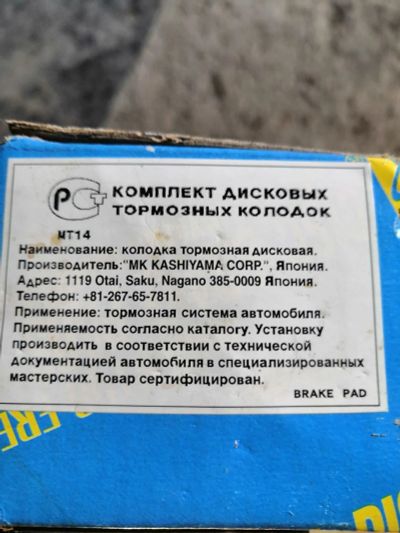 КОМПЛЕКТ ДИСКОВЫХ
ТОРМОЗНЫХ КОЛОДОК
МТ14
Наименование: колодка тормозная дисковая.
Производитель:"MK KASHIYAMA CORP.", Япония.
Адрес: 1119 Otai, Saku, Nagano 385-0009 Япония.
Телефон: +81-267-65-7811.
Применение: тормозная система автомобиля.
Применяемость согласно каталогу. Установку
производить в соответствии с технической
документацией автомобиля в специализированных
мастерских. Товар сертифицирован.
BRAKE PAD